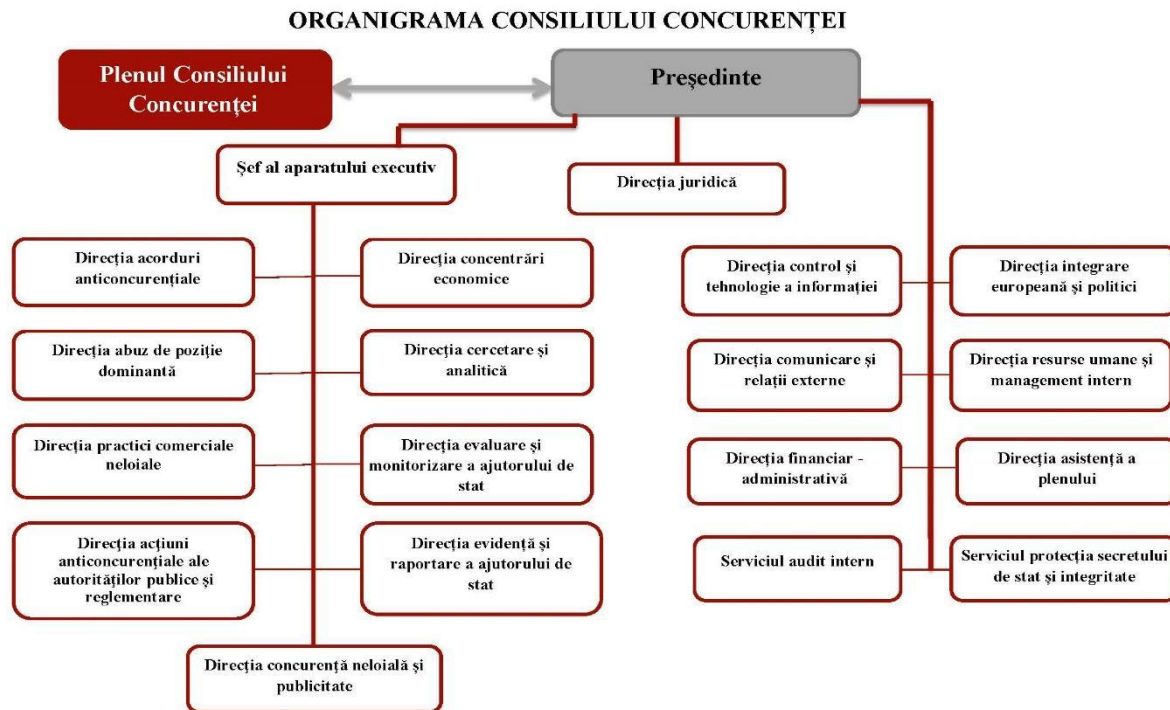 ORGANIGRAMA CONSILIULUI CONCURENȚEI
Plenul Consiliului
Concurenței
Președinte
Șef al aparatului executiv
Direcția juridică
Direcția acorduri
anticoncurențiale
Direcția concentrări
economice
Direcția abuz de poziție
dominantă
Direcția cercetare și
analitică
Direcția practici comerciale
neloiale
Direcția evaluare și
monitorizare a ajutorului de
stat
Direcția acțiuni
anticoncurențiale ale
autorităților publice și
reglementare
Direcția evidență și
raportare a ajutorului de
stat
Direcția concurență neloială și
publicitate
Direcția control și
tehnologie a informației
Direcția integrare
europeană și politici
Direcția comunicare și
relații externe
Direcția resurse umane și
management intern
Direcția financiar -
administrativă
Direcția asistență a
plenului
Serviciul audit intern
Serviciul protecția secretului
de stat și integritate